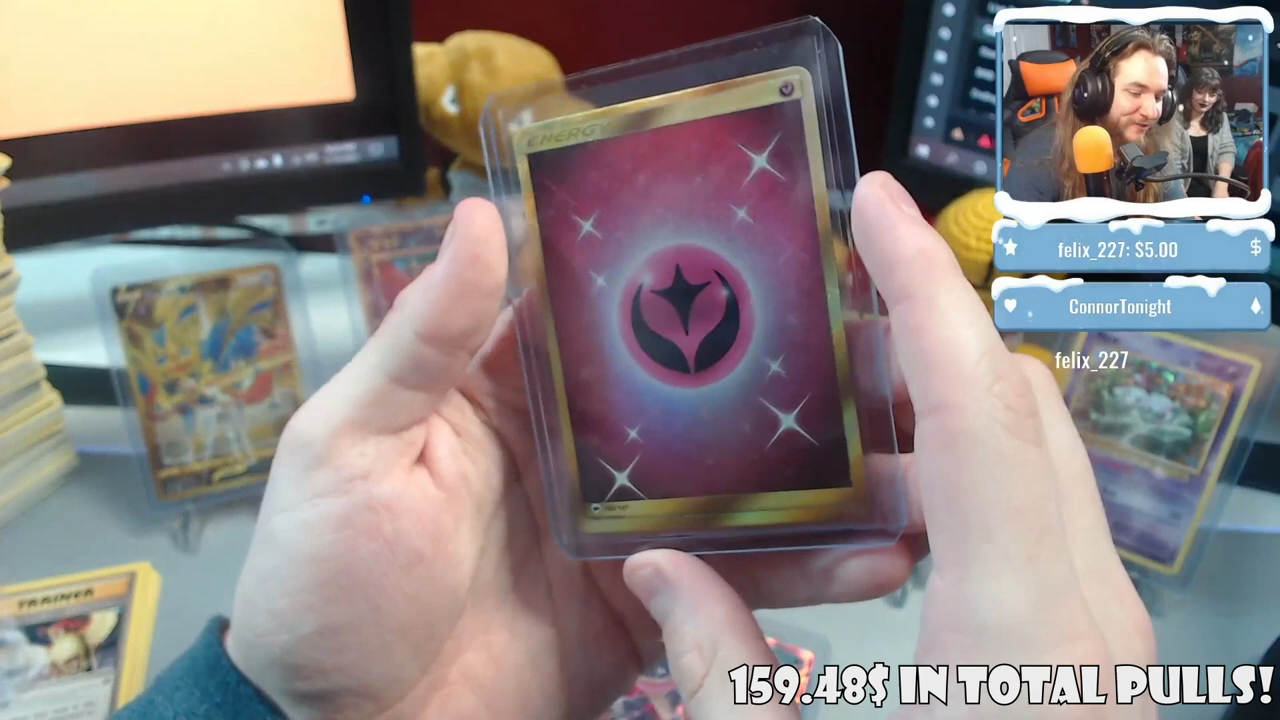 ENERGY
felix_227: $5.00
$
ConnorTonight
felix_227
TRAINER
159.48$ IN TOTAL PULLS!